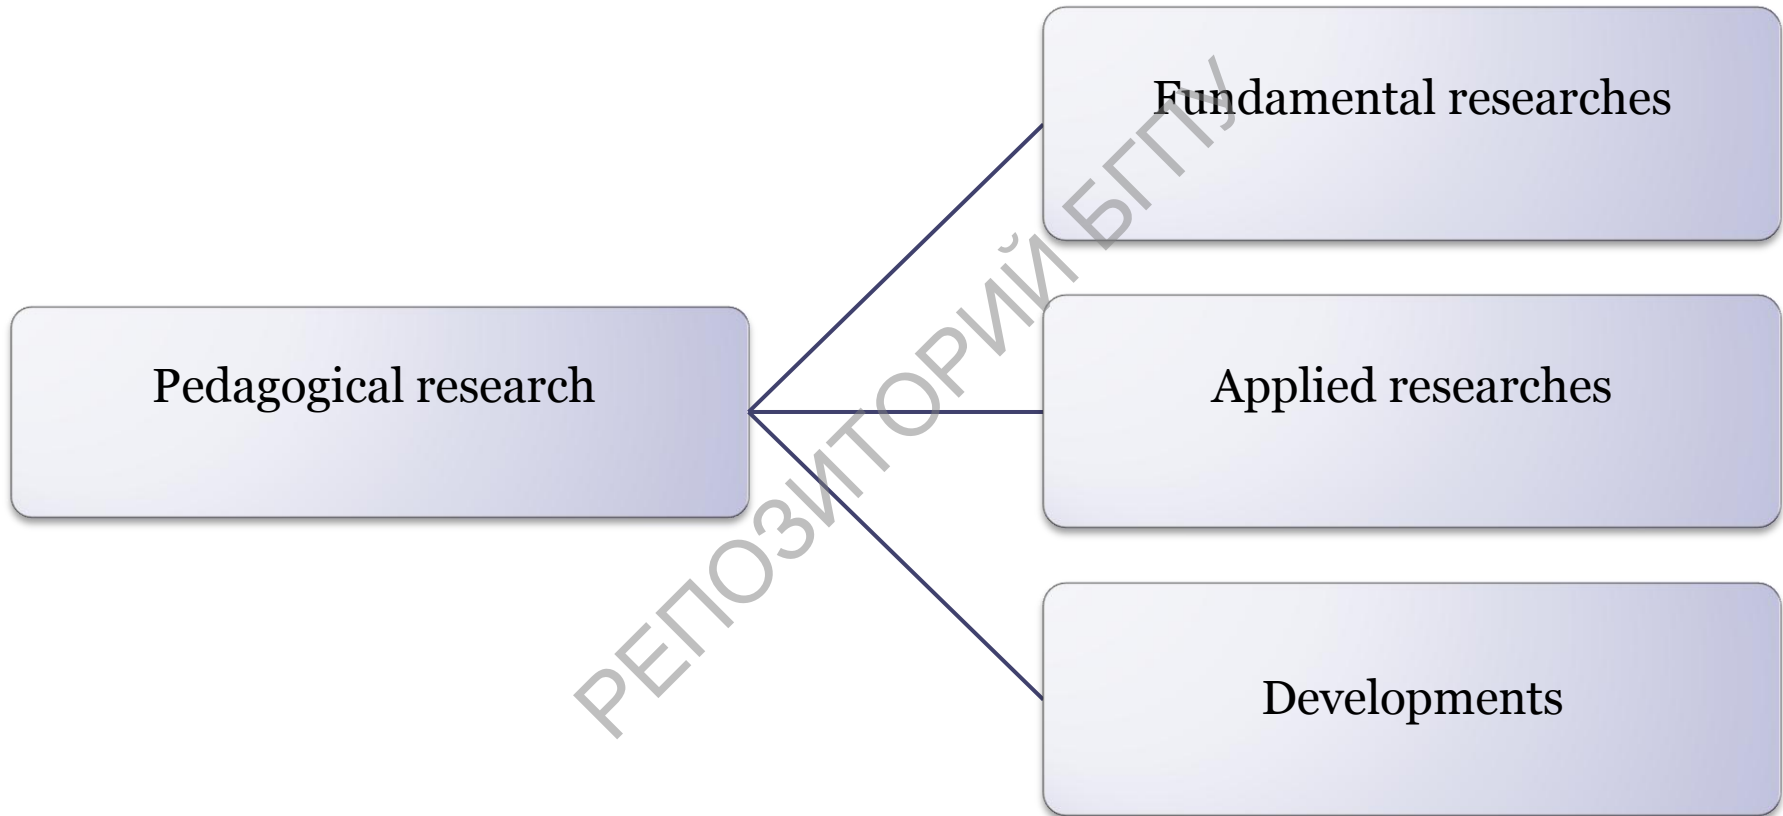 Fundamental researches
Pedagogical research
Applied researches
Developments
РЕПОЗИТОРИЙ БГПУ